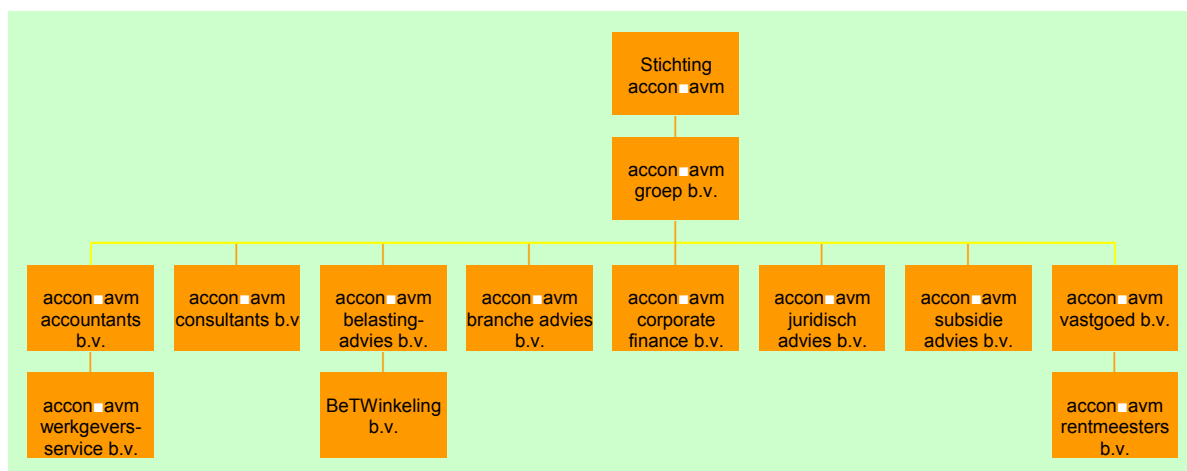 Stichting
accon■avm
accon■avm
groep b.v.
accon■avm
accountants
b.v.
accon■avm
consultants b.v
accon■avm
belasting-
advies b.v.
accon■avm
branche advies
b.v.
accon■avm
corporate
finance b.v.
accon■avm
juridisch
advies b.v.
accon■avm
subsidie
advies b.v.
accon■avm
vastgoed b.v.
accon■avm
werkgevers-
service b.v.
BeTWinkeling
b.v.
accon■avm
rentmeesters
b.v.